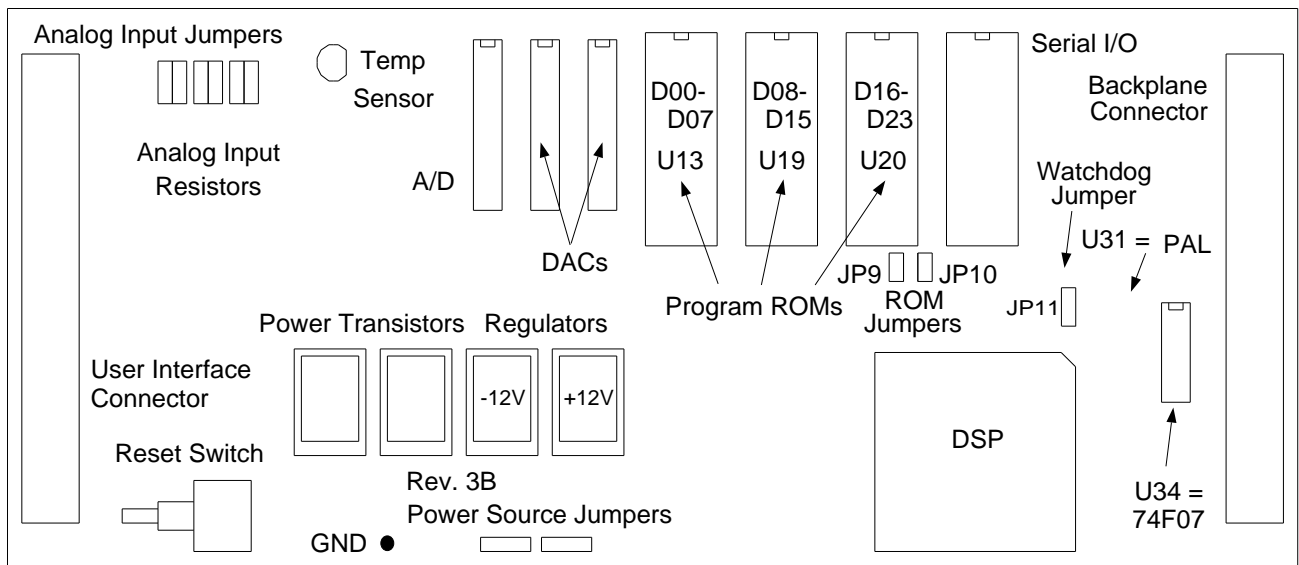 Analog Input Jumpers
Temp
Sensor
Analog Input
Resistors
A/D
DACs
D00-
D07
U13
D08-
D15
U19
D16-
D23
U20
Serial I/O
Backplane
Connector
Watchdog
Jumper
U31 = PAL
JP9
JP10
Program ROMs
ROM
Jumpers
JP11
Power Transistors
Regulators
User Interface
Connector
-12V
+12V
DSP
Reset Switch
Rev. 3B
Power Source Jumpers
GND
U34 =
74F07